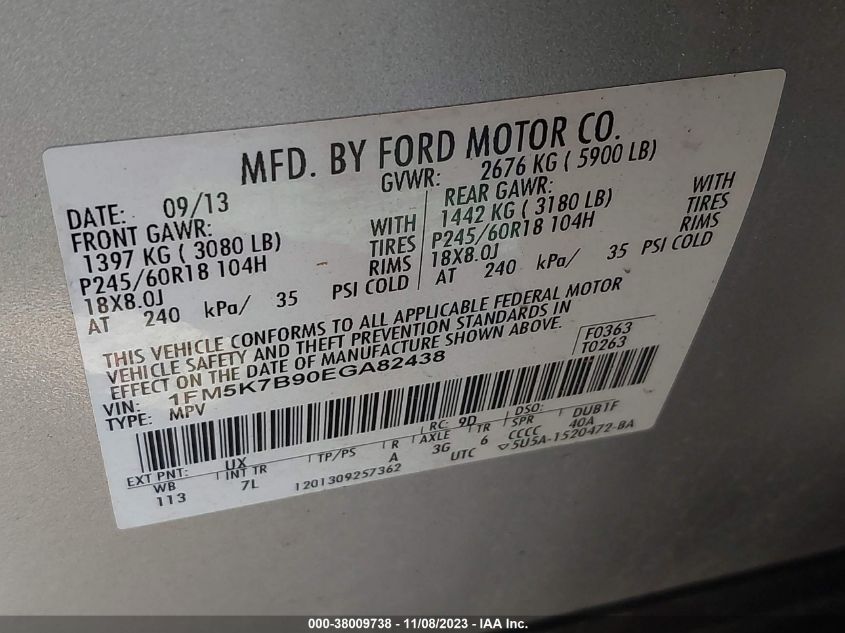 MFD. BY FORD MOTOR CO.
DATE: 09/13
GVWR: 2676 KG ( 5900 LB)
FRONT GAWR:
1397 KG ( 3080 LB)
WITH
P245/60R18 104H
TIRES
18X8.0J
RIMS
AT 240 kPa/ 35 PSI COLD
REAR GAWR:
1442 KG ( 3180 LB)
WITH
P245/60R18 104H
TIRES
18X8.0J
RIMS
AT 240 kPa/ 35 PSI COLD
THIS VEHICLE CONFORMS TO ALL APPLICABLE FEDERAL MOTOR
VEHICLE SAFETY AND THEFT PREVENTION STANDARDS IN
EFFECT ON THE DATE OF MANUFACTURE SHOWN ABOVE.
F0363
T0263
VIN: 1FM5K7B90EGA82438
TYPE: MPV
EXT PNT: UX LRC: 9D DSO: DUB1F
WB INT TR TP/PS R AXLE TR SPR 40A
113 7L A 3G 6 CCCC
1201309257362 UTC ▽5U5A-1520472-BA
000-38009738 - 11/08/2023 - IAA Inc.